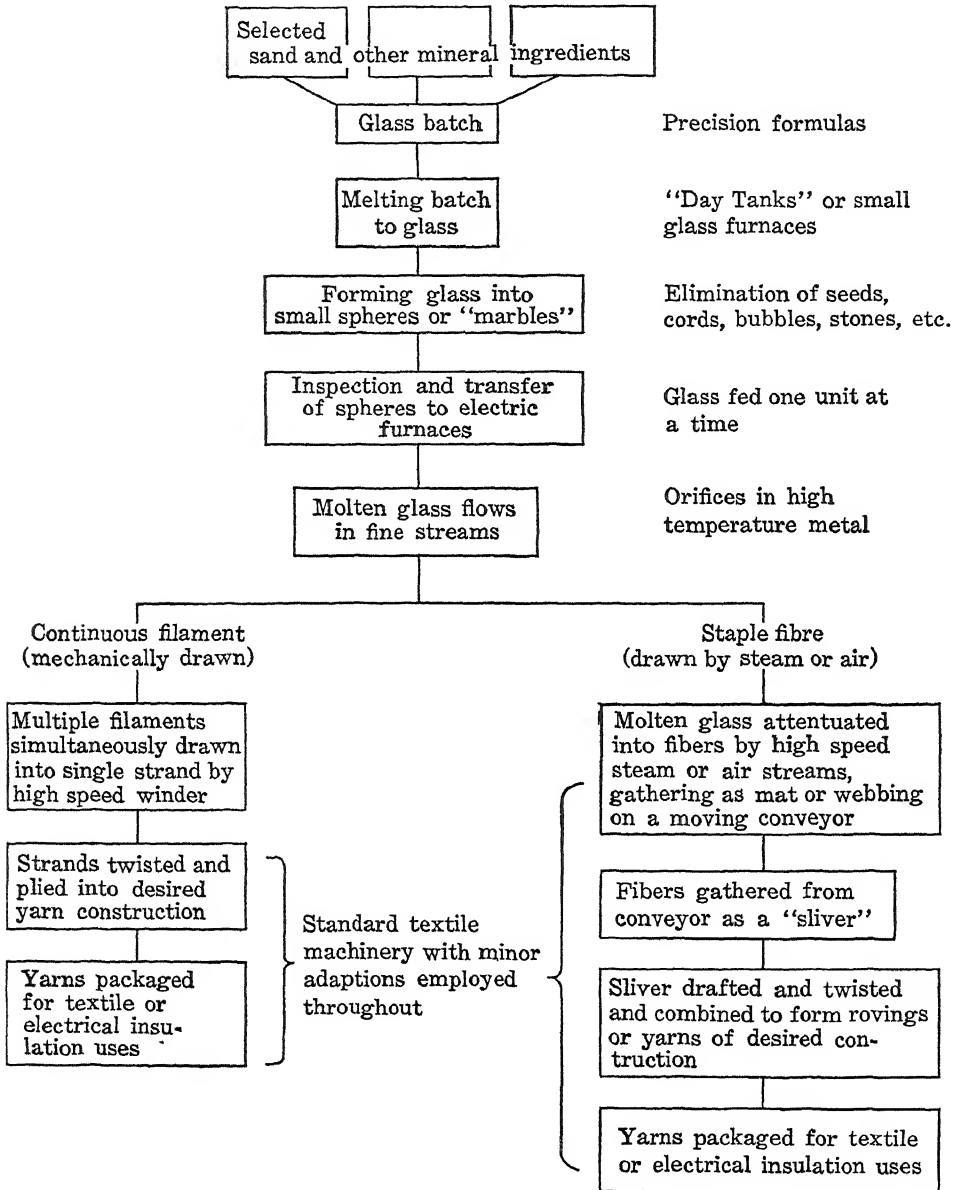 Selected
sand and other mineral ingredients
Glass batch
Precision formulas
Melting batch
to glass
"Day Tanks" or small
glass furnaces
Forming glass into
small spheres or "marbles"
Elimination of seeds,
cords, bubbles, stones, etc.
Inspection and transfer
of spheres to electric
furnaces
Glass fed one unit at
a time
Molten glass flows
in fine streams
Orifices in high
temperature metal
Continuous filament
(mechanically drawn)
Multiple filaments
simultaneously drawn
into single strand by
high speed winder
Strands twisted and
plied into desired
yarn construction
Yarns packaged
for textile or
electrical insu-
lation uses
Standard textile
machinery with minor
adaptions employed
throughout
Staple fibre
(drawn by steam or air)
Molten glass attentuated
into fibers by high speed
steam or air streams,
gathering as mat or webbing
on a moving conveyor
Fibers gathered from
conveyor as a "sliver"
Sliver drafted and twisted
and combined to form rovings
or yarns of desired con-
truction
Yarns packaged for textile
or electrical insulation uses